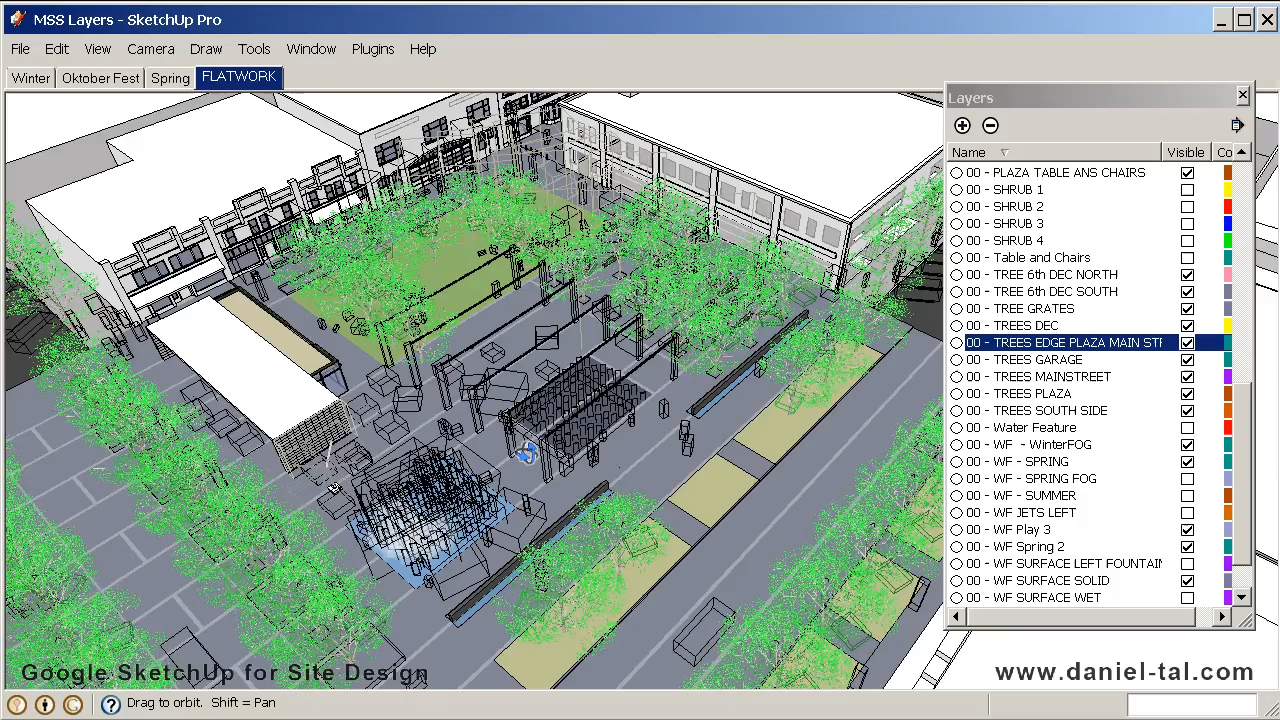 MSS Layers - SketchUp Pro
File Edit View Camera Draw Tools Window Plugins Help
Winter Oktober Fest Spring FLATWORK
Layers
Name Visible Co
00 - PLAZA TABLE ANS CHAIRS
00 - SHRUB 1
00 - SHRUB 2
00 - SHRUB 3
00 - SHRUB 4
00 - Table and Chairs
00 - TREE 6th DEC NORTH
00 - TREE 6th DEC SOUTH
00 - TREE GRATES
00 - TREES DEC
00 - TREES EDGE PLAZA MAIN STR
00 - TREES GARAGE
00 - TREES MAINSTREET
00 - TREES PLAZA
00 - TREES SOUTH SIDE
00 - Water Feature
00 - WF - WinterFOG
00 - WF - SPRING
00 - WF - SPRING FOG
00 - WF - SUMMER
00 - WF JETS LEFT
00 - WF Play 3
00 - WF Spring 2
00 - WF SURFACE LEFT FOUNTAIN
00 - WF SURFACE SOLID
00 - WF SURFACE WET
Google SketchUp for Site Design
www.daniel-tal.com
Drag to orbit. Shift = Pan